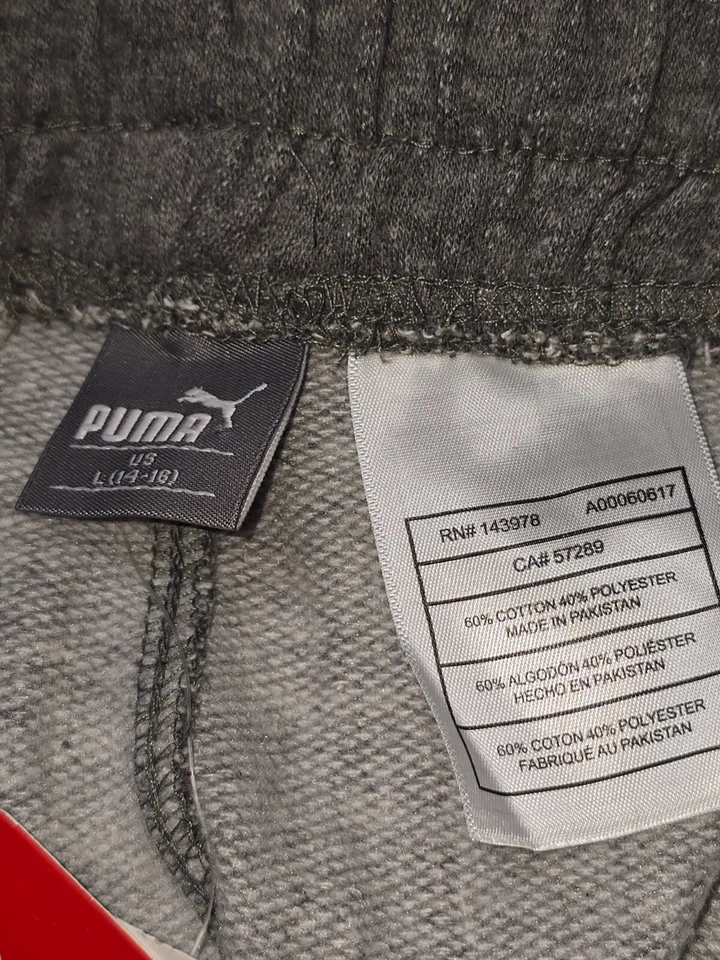 PUMA
US
L (14-16)
RN# 143978 A00060617
CA# 57289
60% COTTON 40% POLYESTER
MADE IN PAKISTAN
60% ALGODÓN 40% POLIÉSTER
HECHO EN PAKISTAN
60% COTON 40% POLYESTER
FABRIQUÉ AU PAKISTAN